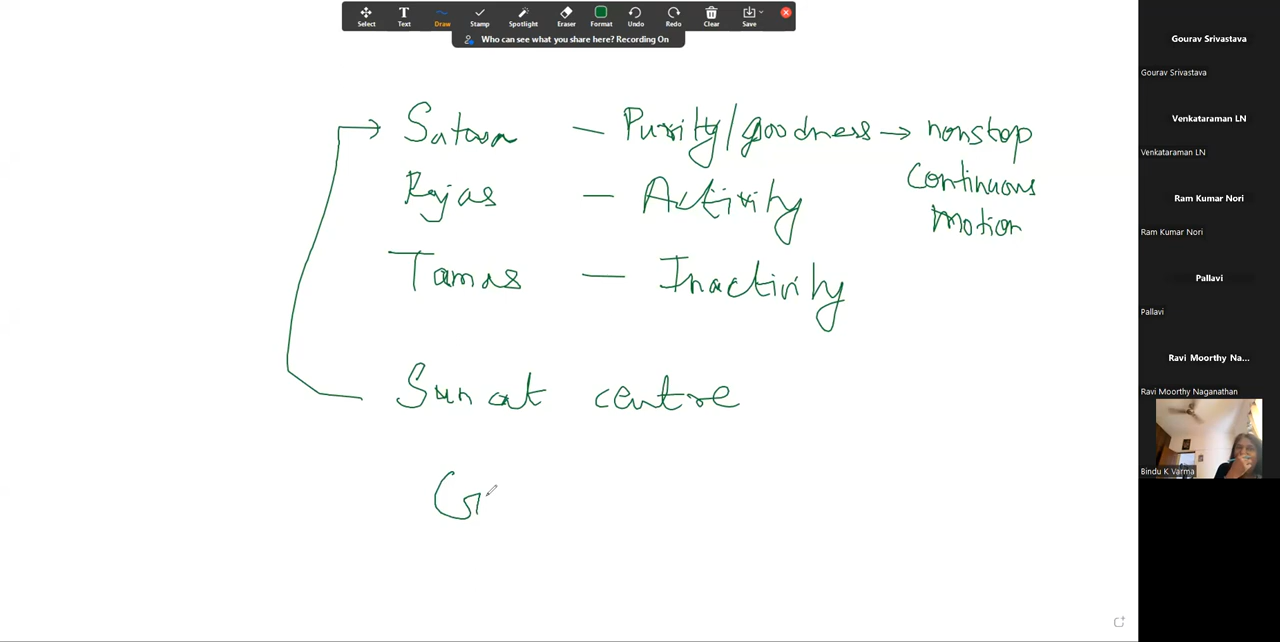 Select Text Draw Stamp Spotlight Eraser Format Undo Redo Clear Save
Who can see what you share here? Recording On
Satwa — Purity/goodness → nonstop
continuous
motion
Rajas — Activity
Tamas — Inactivity
Sun at centre
G
Gourav Srivastava
Gourav Srivastava
Venkataraman LN
Venkataraman LN
Ram Kumar Nori
Ram Kumar Nori
Pallavi
Pallavi
Ravi Moorthy Na...
Ravi Moorthy Naganathan
Bindu K Varma